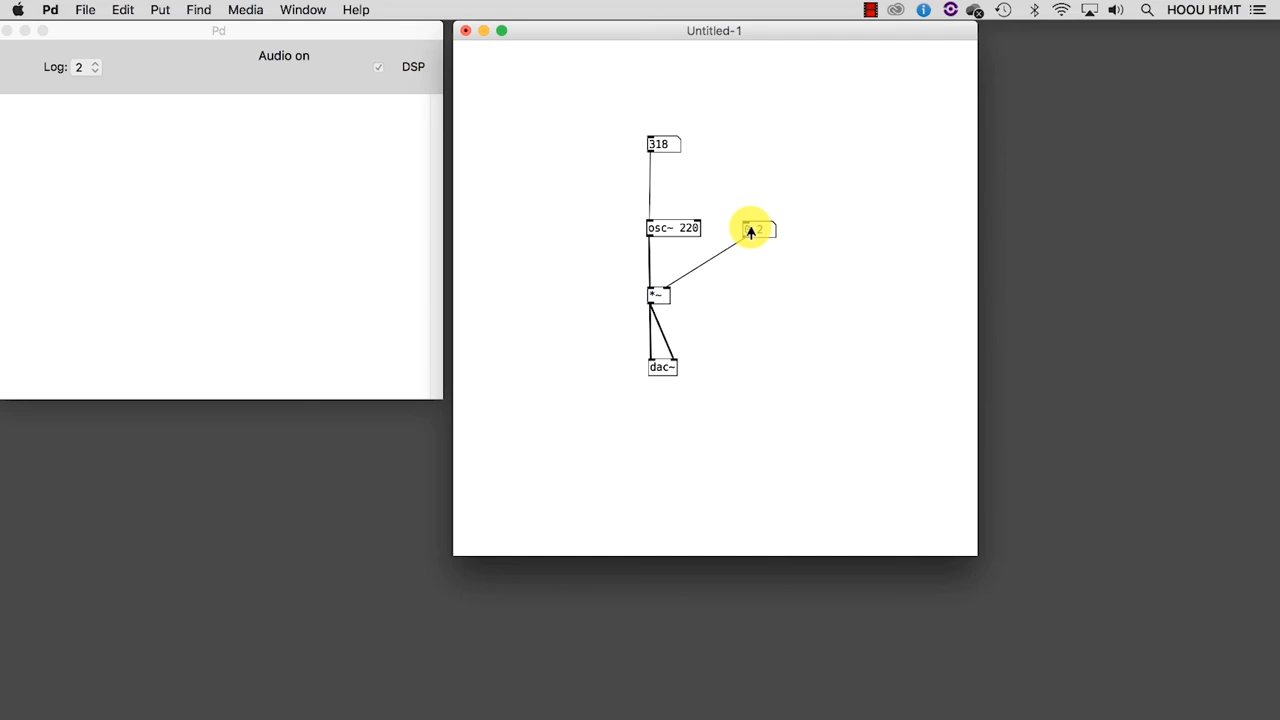 Pd File Edit Put Find Media Window Help HOOU HfMT
Pd
Untitled-1
Audio on
Log: 2
DSP
318
osc~ 220
*~
dac~